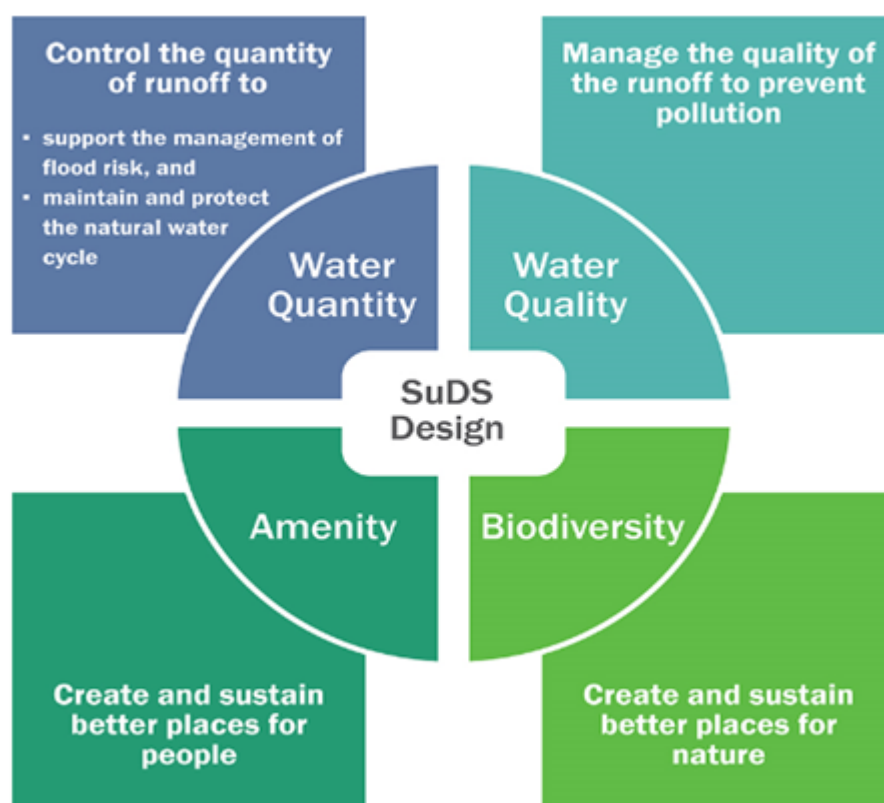 Control the quantity
of runoff to
▪ support the management of
flood risk, and
▪ maintain and protect
the natural water
cycle
Manage the quality of
the runoff to prevent
pollution
Water
Quantity
Water
Quality
SuDS
Design
Amenity
Biodiversity
Create and sustain
better places for
people
Create and sustain
better places for
nature